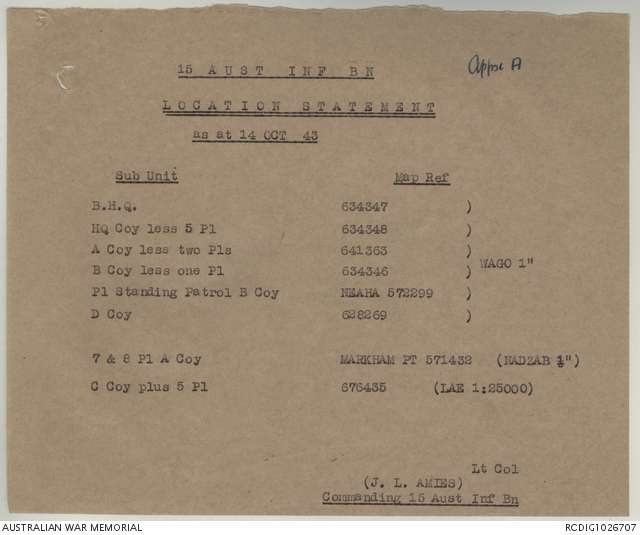 15 AUST INF BN
Appx A
LOCATION STATEMENT
as at 14 OCT 43
Sub Unit Map Ref
B.H.Q. 634347 )
HQ Coy less 5 Pl 634348 )
A Coy less two Pls 641363 )
WAGO 1"
B Coy less one Pl 634346 )
Pl Standing Patrol B Coy NEAHA 572299 )
D Coy 628269 )
7 & 8 Pl A Coy MARKHAM PT 571432 (NADZAB 1")
C Coy plus 5 Pl 676435 (LAE 1:25000)
Lt Col
(J. L. AMIES)
Commanding 15 Aust Inf Bn
AUSTRALIAN WAR MEMORIAL RCDIG1026707